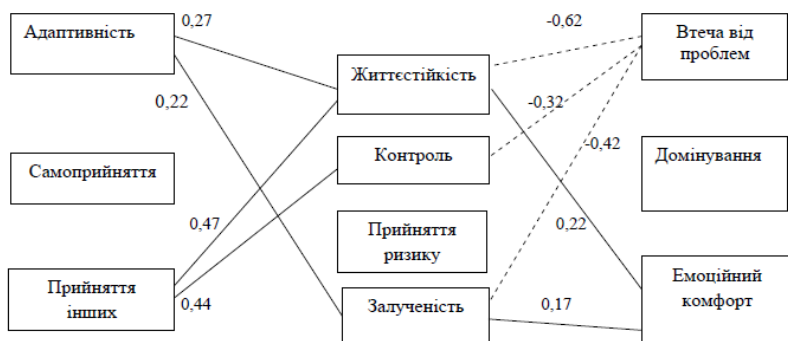 0,27
-0,62
Адаптивність
Втеча від
проблем
Життєстійкість
0,22
-0,32
Контроль
-0,42
Домінування
Самоприйняття
0,47
Прийняття
ризику
0,22
Прийняття
інших
0,44
Залученість
0,17
Емоційний
комфорт